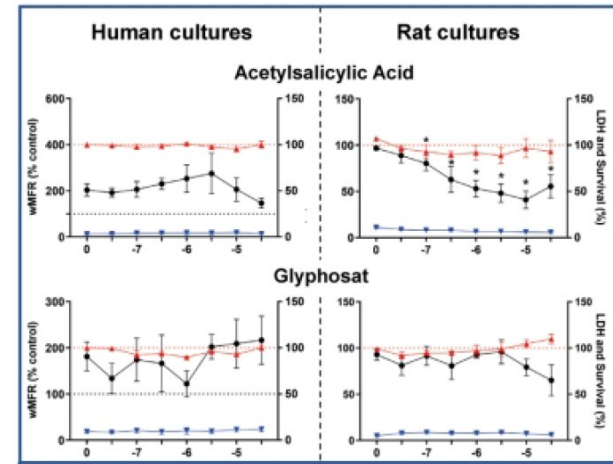 Human cultures
Rat cultures
Acetylsalicylic Acid
wMFR (% control)
600
400
200
0
150
100
50
0
0 -7 -6 -5
150
100
50
0
* * * * * *
150
100
50
0
LDH and Survival (%)
0 -7 -6 -5
Glyphosat
wMFR (% control)
300
200
100
0
150
100
50
0
0 -7 -6 -5
150
100
50
0
150
100
50
0
LDH and Survival (%)
0 -7 -6 -5